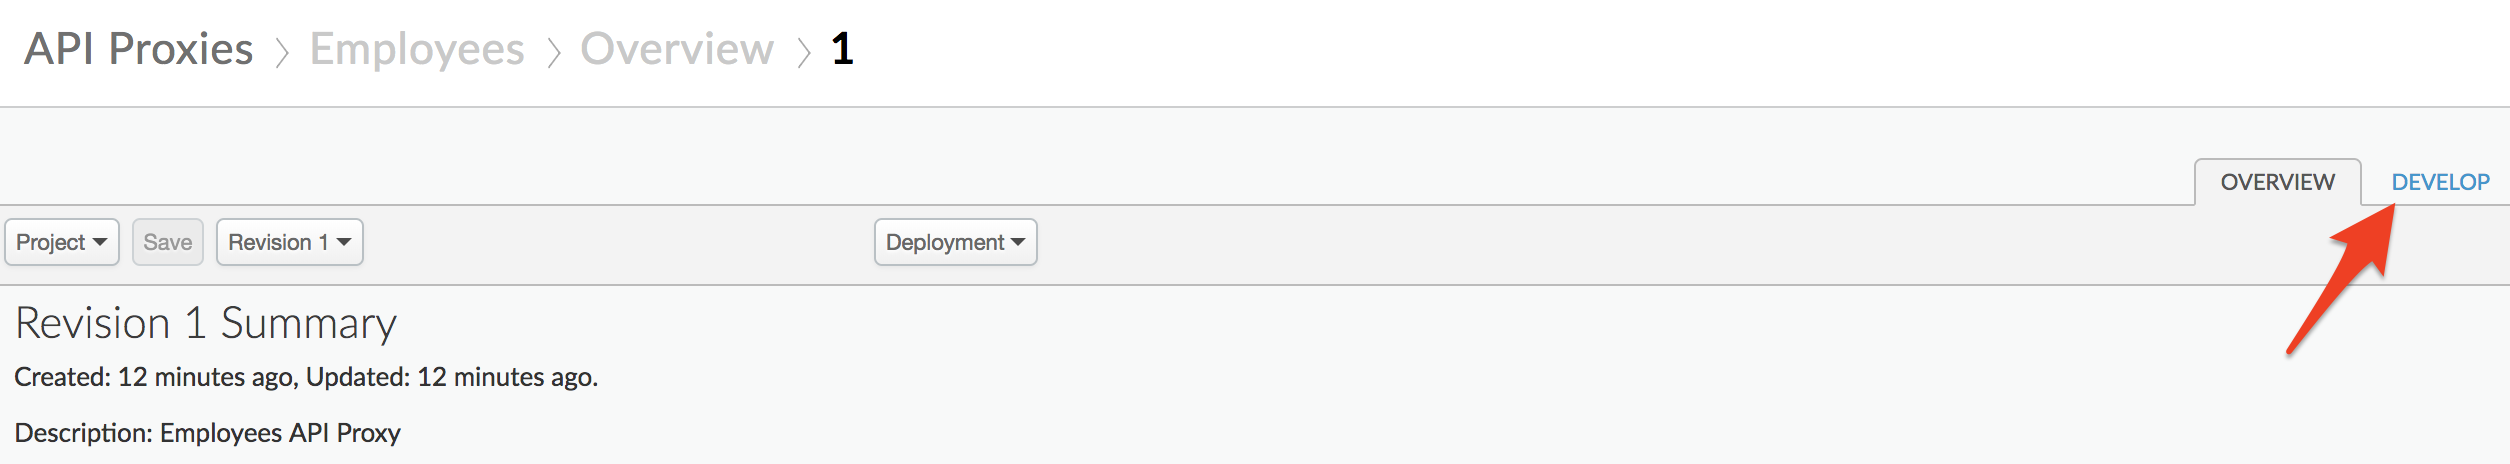 API Proxies > Employees > Overview > 1
OVERVIEW DEVELOP
Project Save Revision 1 Deployment
Revision 1 Summary
Created: 12 minutes ago, Updated: 12 minutes ago.
Description: Employees API Proxy